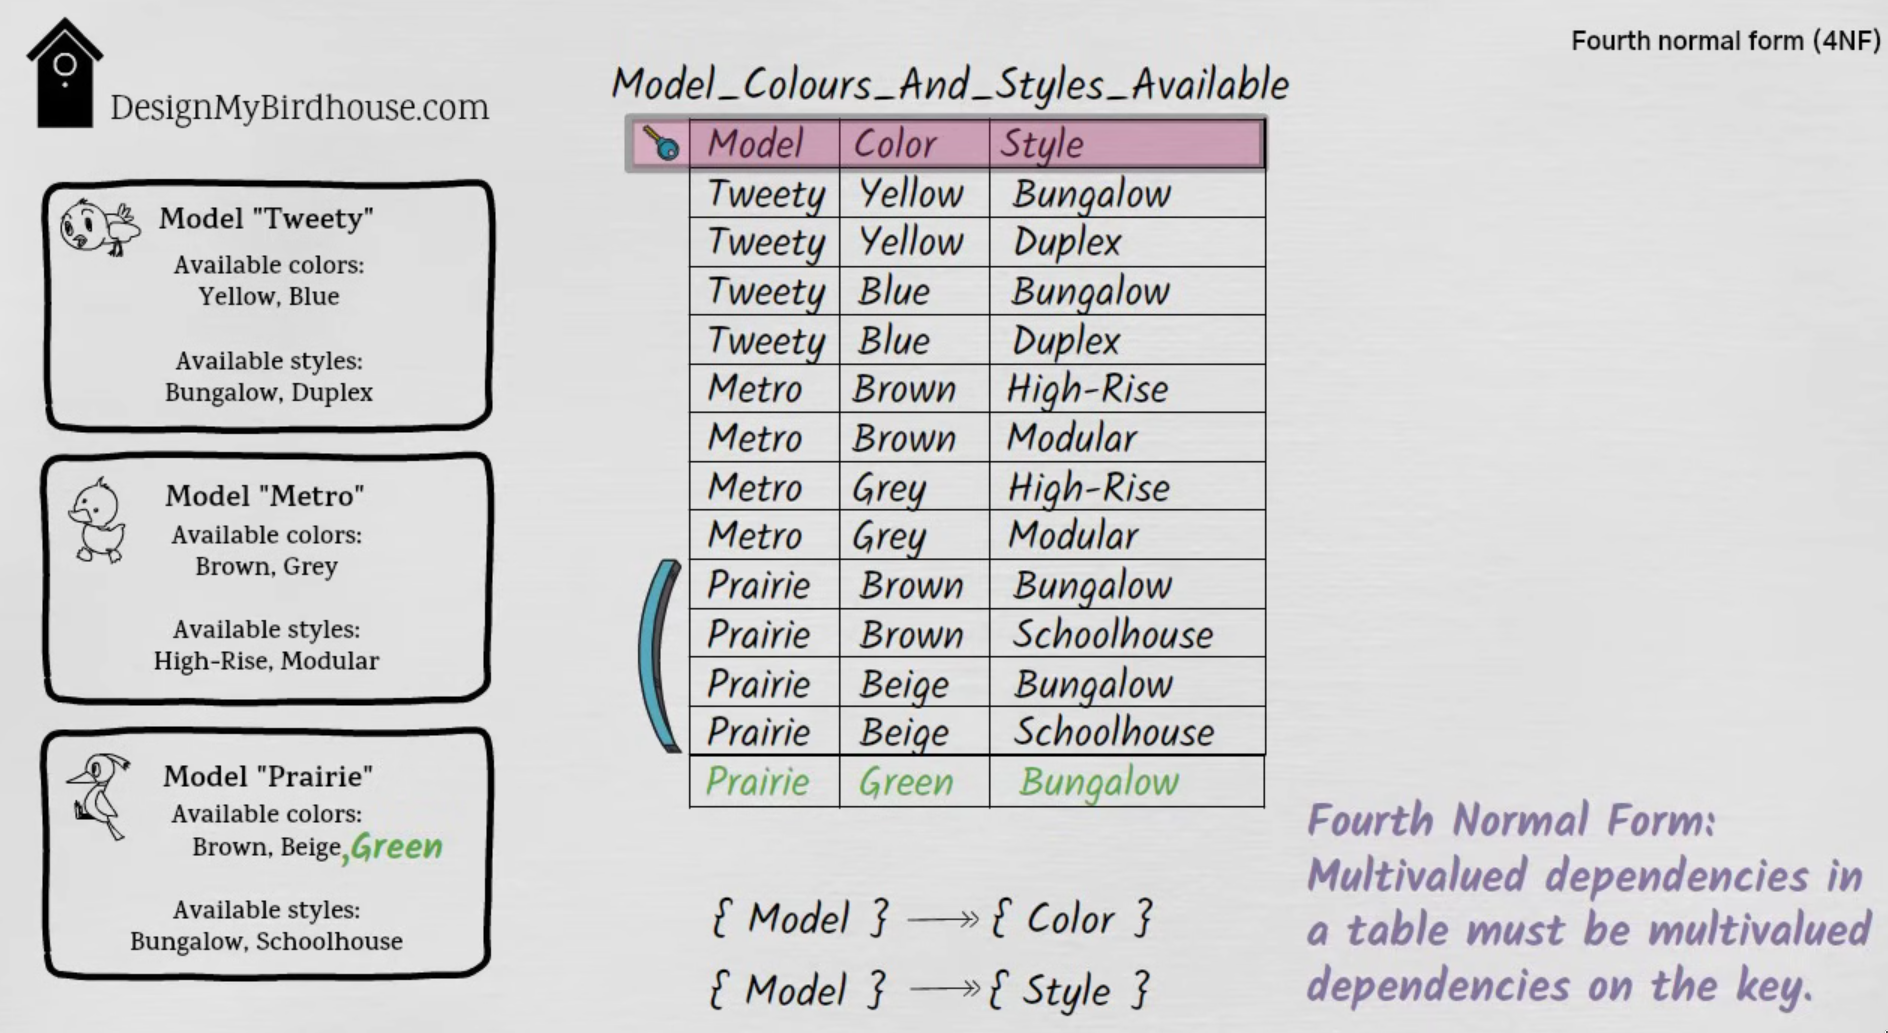 Fourth normal form (4NF)
DesignMyBirdhouse.com
Model "Tweety"
Available colors:
Yellow, Blue
Available styles:
Bungalow, Duplex
Model "Metro"
Available colors:
Brown, Grey
Available styles:
High-Rise, Modular
Model "Prairie"
Available colors:
Brown, Beige,Green
Available styles:
Bungalow, Schoolhouse
Model_Colours_And_Styles_Available
Model Color Style
Tweety Yellow Bungalow
Tweety Yellow Duplex
Tweety Blue Bungalow
Tweety Blue Duplex
Metro Brown High-Rise
Metro Brown Modular
Metro Grey High-Rise
Metro Grey Modular
Prairie Brown Bungalow
Prairie Brown Schoolhouse
Prairie Beige Bungalow
Prairie Beige Schoolhouse
Prairie Green Bungalow
{ Model } ↠ { Color }
{ Model } ↠ { Style }
Fourth Normal Form:
Multivalued dependencies in
a table must be multivalued
dependencies on the key.